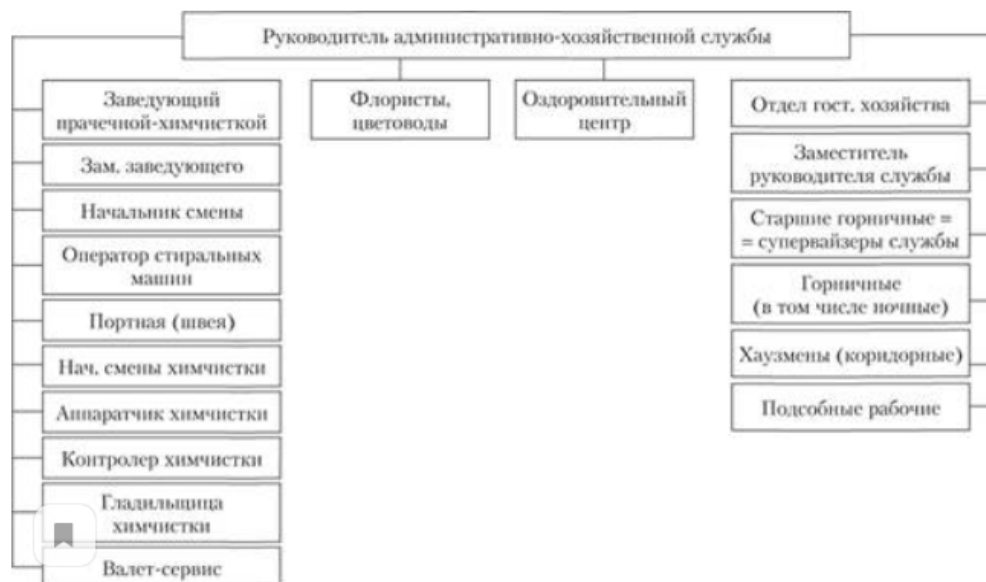 Руководитель административно-хозяйственной службы
Заведующий
прачечной-химчисткой
Зам. заведующего
Начальник смены
Оператор стиральных
машин
Портная (швея)
Нач. смены химчистки
Аппаратчик химчистки
Контролер химчистки
Гладильщица
химчистки
Валет-сервис
Флористы,
цветоводы
Оздоровительный
центр
Отдел гост. хозяйства
Заместитель
руководителя службы
Старшие горничные =
= супервайзеры службы
Горничные
(в том числе ночные)
Хаузмены (коридорные)
Подсобные рабочие